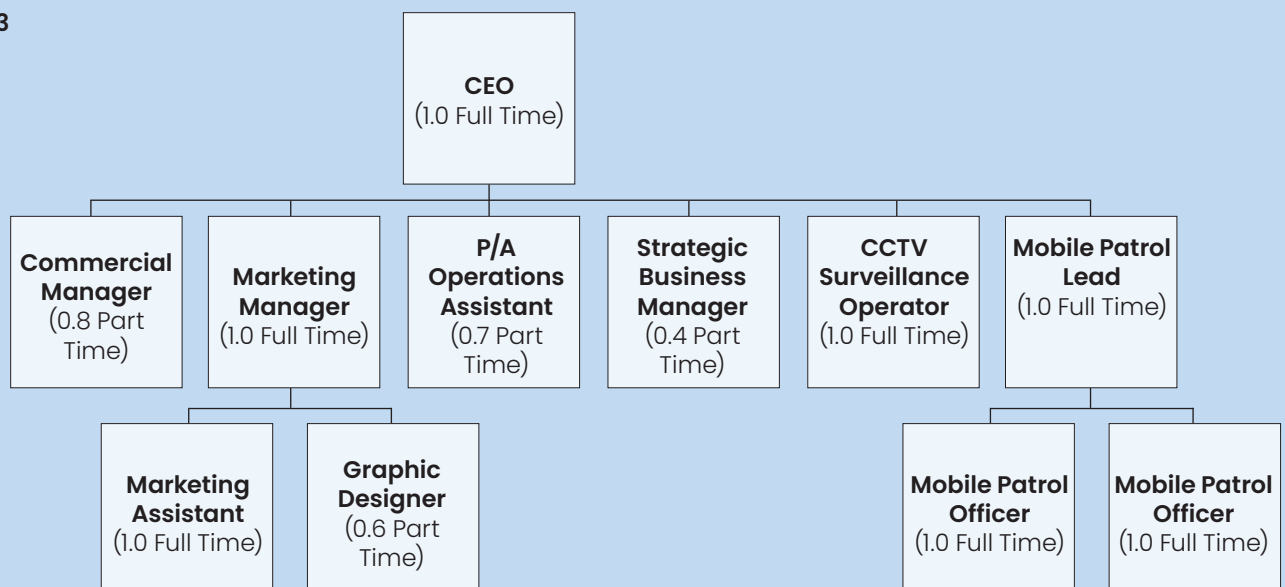 3
CEO
(1.0 Full Time)
Commercial
Manager
(0.8 Part
Time)
Marketing
Manager
(1.0 Full Time)
P/A
Operations
Assistant
(0.7 Part
Time)
Strategic
Business
Manager
(0.4 Part
Time)
CCTV
Surveillance
Operator
(1.0 Full Time)
Mobile Patrol
Lead
(1.0 Full Time)
Marketing
Assistant
(1.0 Full Time)
Graphic
Designer
(0.6 Part
Time)
Mobile Patrol
Officer
(1.0 Full Time)
Mobile Patrol
Officer
(1.0 Full Time)